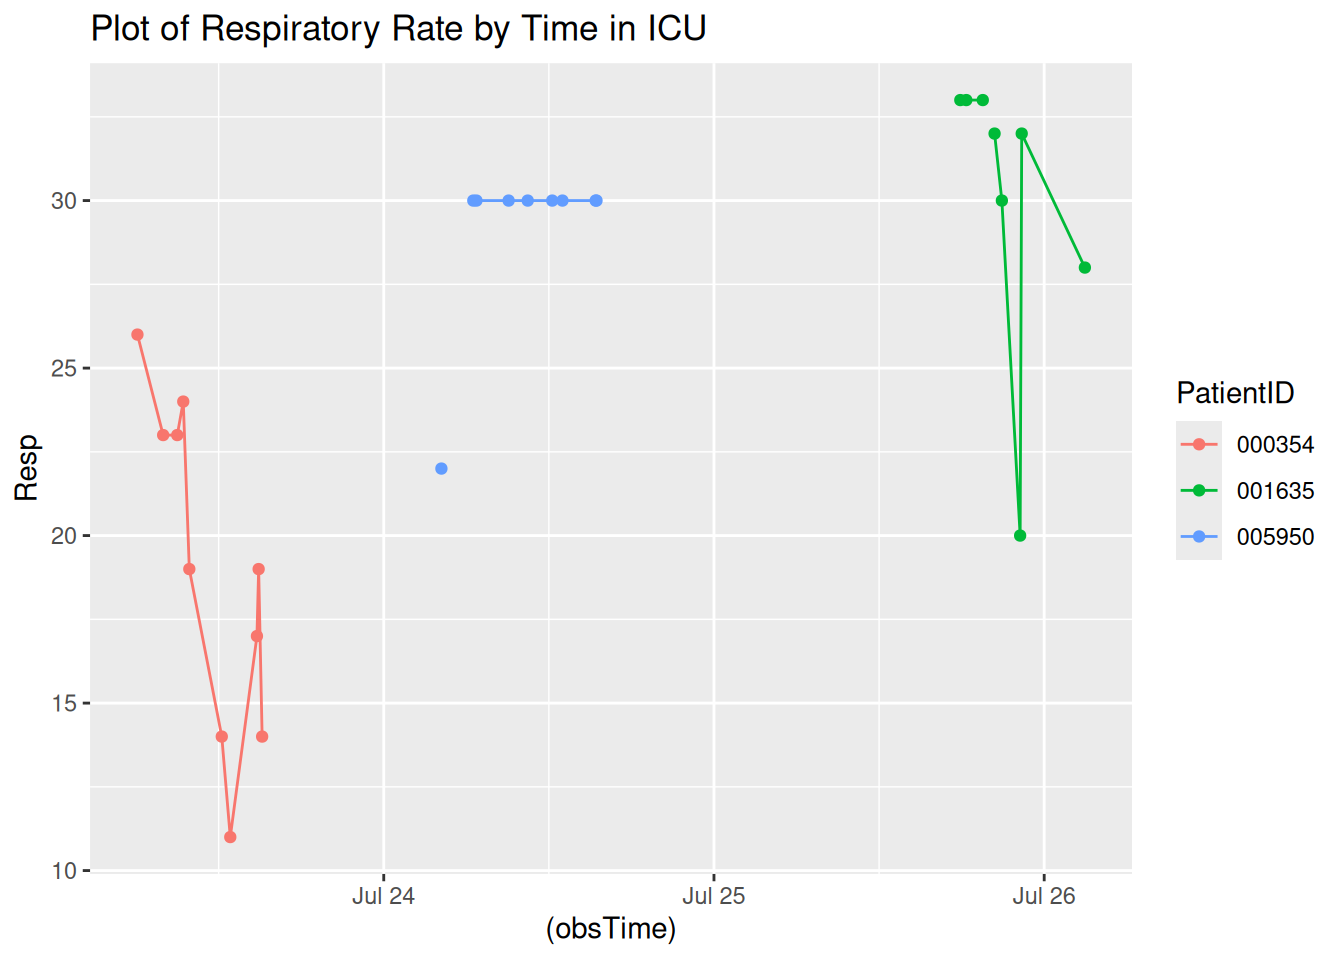 Plot of Respiratory Rate by Time in ICU
Resp
30
25
20
15
10
Jul 24
Jul 25
Jul 26
(obsTime)
PatientID
000354
001635
005950